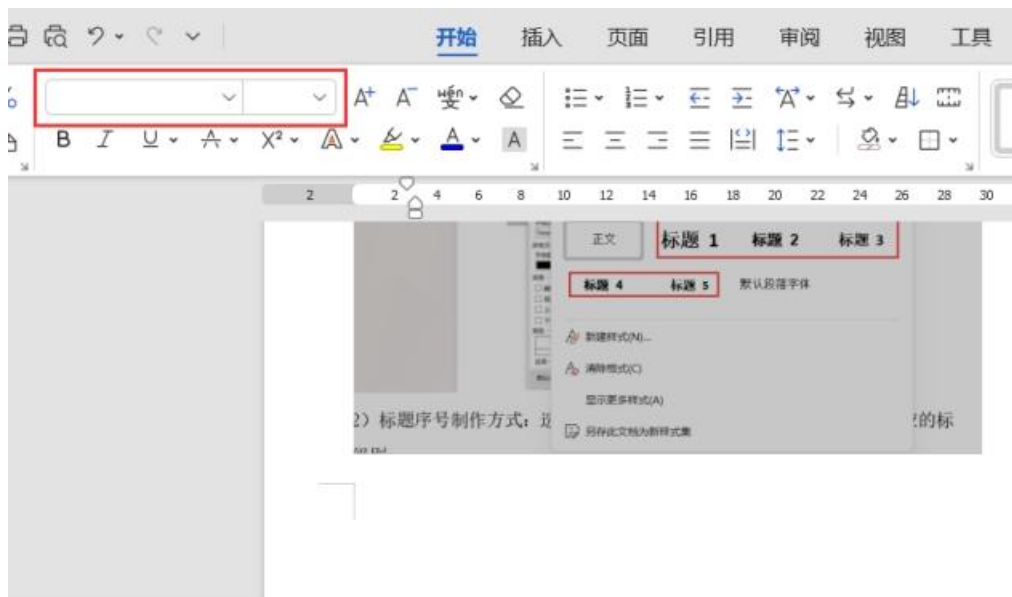 开始 插入 页面 引用 审阅 视图 工具
A+ A- wén 变
B I U A X² A A A
2 2 4 6 8 10 12 14 16 18 20 22 24 26 28 30
正文 标题 1 标题 2 标题 3
标题 4 标题 5 默认段落字体
新建样式(N)...
清除格式(C)
显示更多样式(A)
2）标题序号制作方式：
的标
另存此文档为新样式集